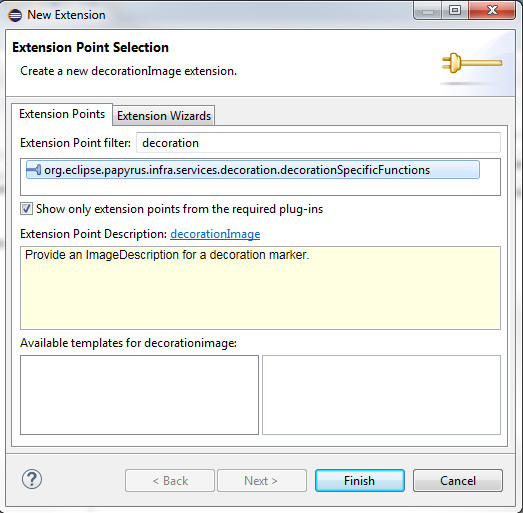 New Extension
Extension Point Selection
Create a new decorationImage extension.
Extension Points
Extension Wizards
Extension Point filter: decoration
org.eclipse.papyrus.infra.services.decoration.decorationSpecificFunctions
Show only extension points from the required plug-ins
Extension Point Description: decorationImage
Provide an ImageDescription for a decoration marker.
Available templates for decorationimage:
?
< Back
Next >
Finish
Cancel